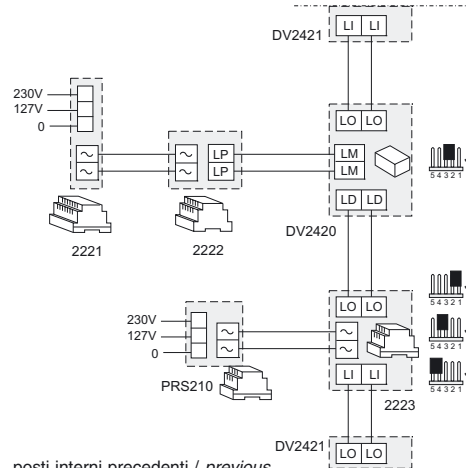 LI LI
DV2421
230V
127V
0
LO LO
~ ~ LP LM
~ ~ LP LM
5 4 3 2 1
LD LD
2221 2222 DV2420
LO LO
5 4 3 2 1
230V
127V ~ ~
0 ~ ~
5 4 3 2 1
PRS210
LI LI
2223
5 4 3 2 1
DV2421
LO LO
posti interni precedenti / previous